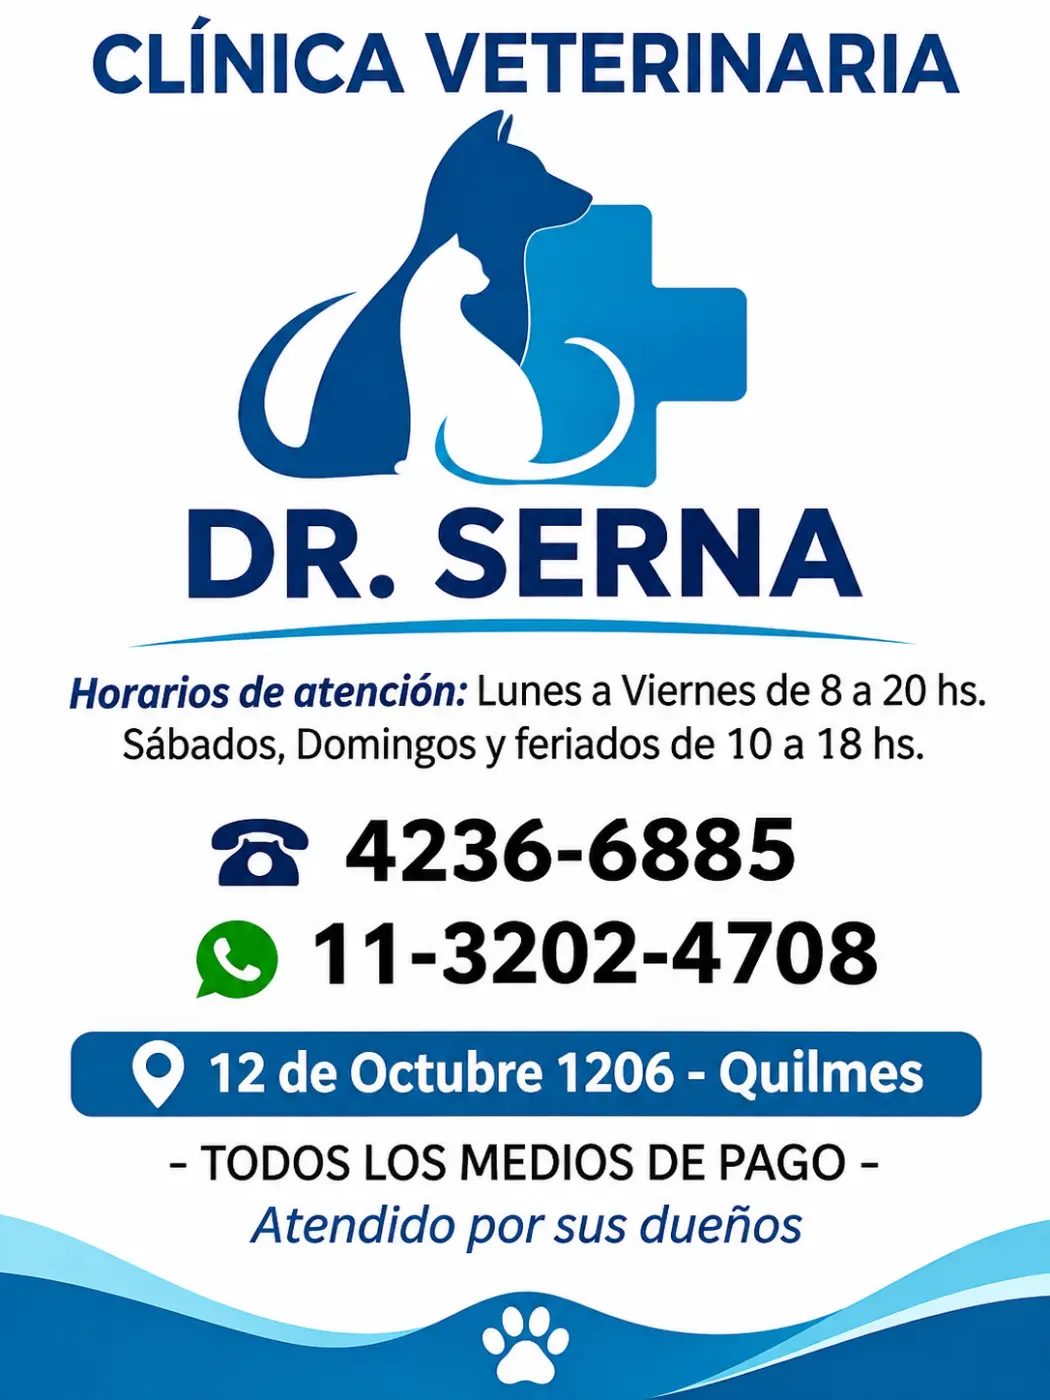 CLÍNICA VETERINARIA
DR. SERNA
Horarios de atención: Lunes a Viernes de 8 a 20 hs.
Sábados, Domingos y feriados de 10 a 18 hs.
4236-6885
11-3202-4708
12 de Octubre 1206 - Quilmes
- TODOS LOS MEDIOS DE PAGO -
Atendido por sus dueños